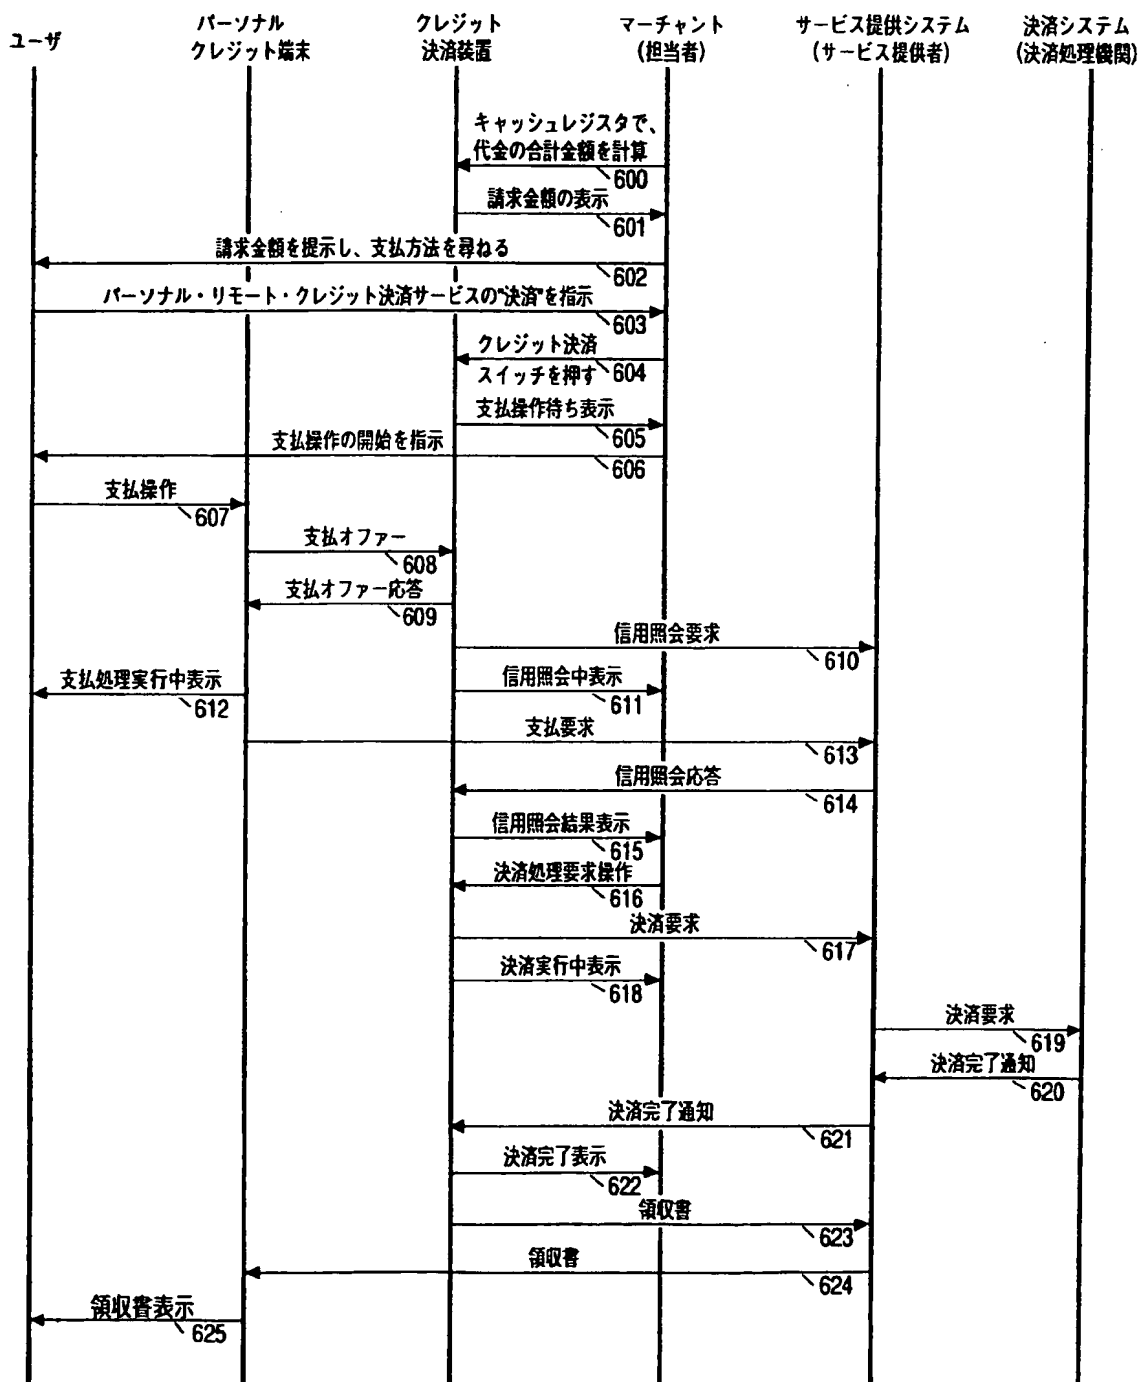 ユーザ
パーソナル
クレジット端末
クレジット
決済装置
マーチャント
(担当者)
サービス提供システム
(サービス提供者)
決済システム
(決済処理機関)
キャッシュレジスタで、
代金の合計金額を計算
600
請求金額の表示
601
請求金額を提示し、支払方法を尋ねる
602
パーソナル・リモート・クレジット決済サービスの"決済"を指示
603
クレジット決済
スイッチを押す
604
支払操作待ち表示
605
支払操作の開始を指示
606
支払操作
607
支払オファー
608
支払オファー応答
609
信用照会要求
610
信用照会中表示
611
支払処理実行中表示
612
支払要求
613
信用照会応答
614
信用照会結果表示
615
決済処理要求操作
616
決済要求
617
決済実行中表示
618
決済要求
619
決済完了通知
620
決済完了通知
621
決済完了表示
622
領収書
623
領収書
624
領収書表示
625